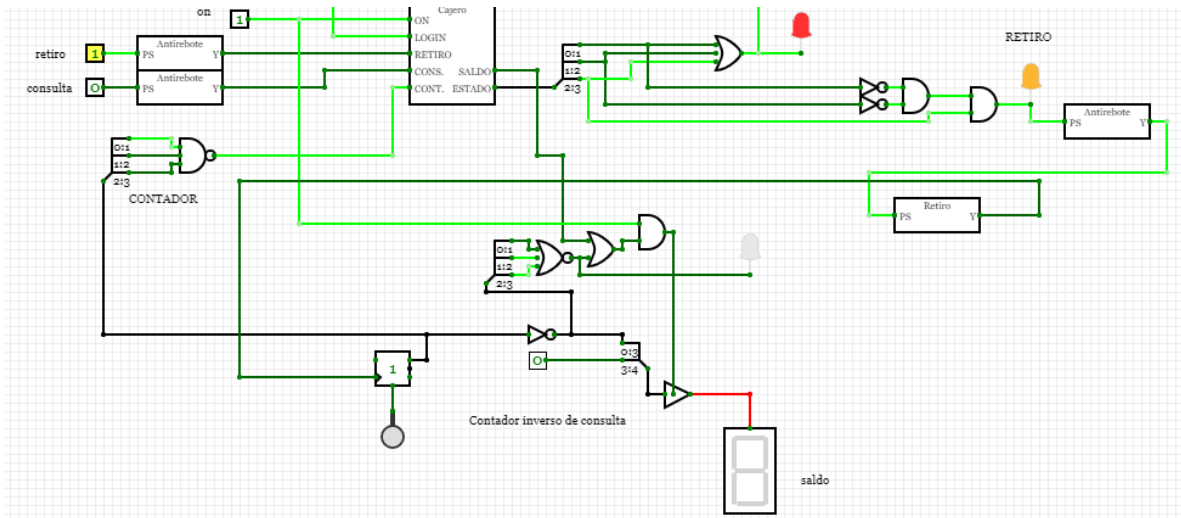 on
1
Cajero
ON
LOGIN
RETIRO
CONS.
CONT.
SALDO
ESTADO
retiro
1
Antirebote
PS
Y
consulta
0
Antirebote
PS
Y
0:1
1:2
2:3
RETIRO
Antirebote
PS
Y
0:1
1:2
2:3
CONTADOR
Retiro
PS
Y
0:1
1:2
2:3
1
0
0:3
3:4
Contador inverso de consulta
saldo